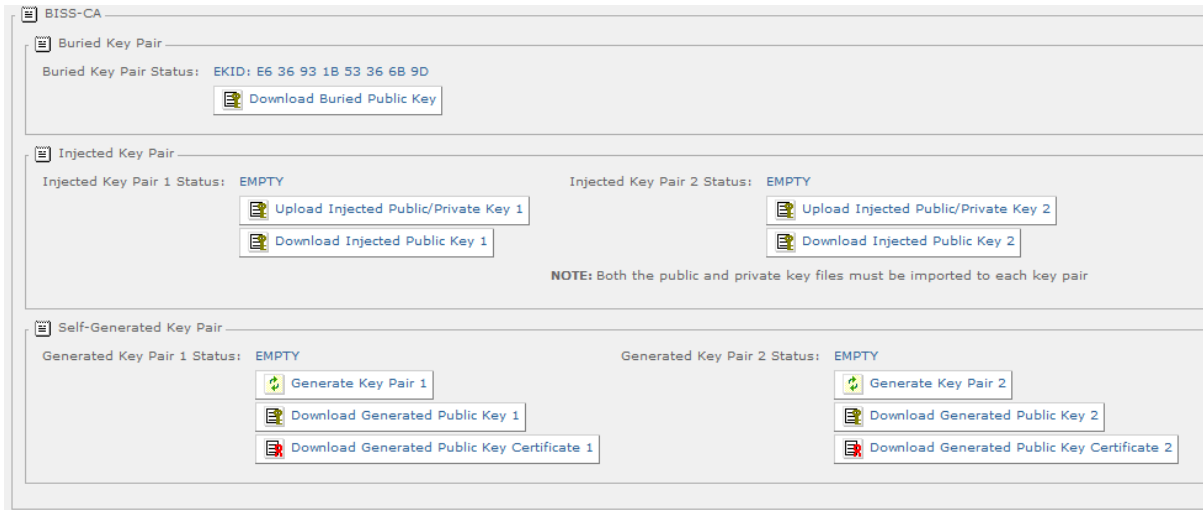 BISS-CA
Buried Key Pair
Buried Key Pair Status: EKID: E6 36 93 1B 53 36 6B 9D
Download Buried Public Key
Injected Key Pair
Injected Key Pair 1 Status: EMPTY Injected Key Pair 2 Status: EMPTY
Upload Injected Public/Private Key 1 Upload Injected Public/Private Key 2
Download Injected Public Key 1 Download Injected Public Key 2
NOTE: Both the public and private key files must be imported to each key pair
Self-Generated Key Pair
Generated Key Pair 1 Status: EMPTY Generated Key Pair 2 Status: EMPTY
Generate Key Pair 1 Generate Key Pair 2
Download Generated Public Key 1 Download Generated Public Key 2
Download Generated Public Key Certificate 1 Download Generated Public Key Certificate 2